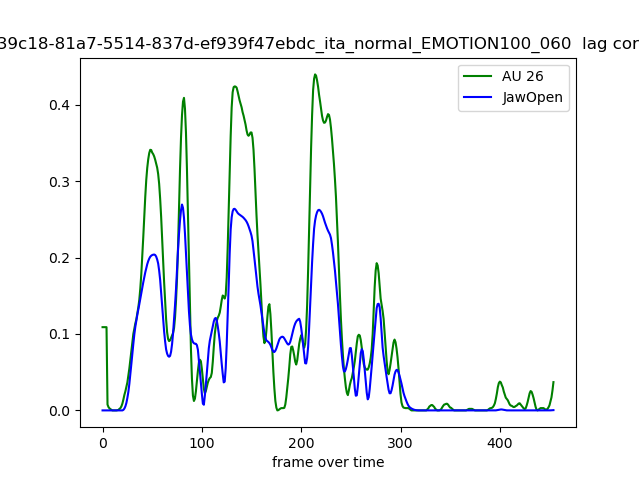 39c18-81a7-5514-837d-ef939f47ebdc_ita_normal_EMOTION100_060 lag cor
AU 26
JawOpen
0.4
0.3
0.2
0.1
0.0
0
100
200
300
400
frame over time